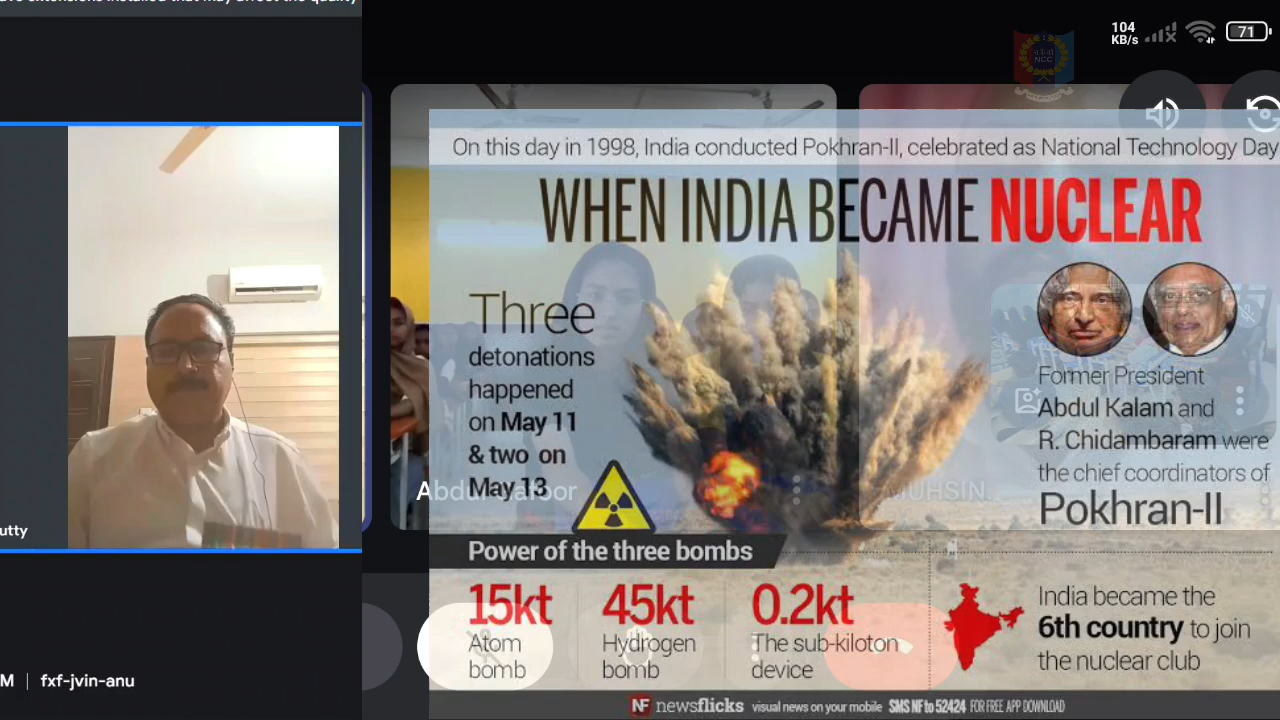 104
KB/s
71
NCC
On this day in 1998, India conducted Pokhran-II, celebrated as National Technology Day
WHEN INDIA BECAME NUCLEAR
Three
detonations
happened
on May 11
& two on
May 13
Former President
Abdul Kalam and
R. Chidambaram were
the chief coordinators of
Pokhran-II
utty
Power of the three bombs
15kt
Atom
bomb
45kt
Hydrogen
bomb
0.2kt
The sub-kiloton
device
India became the
6th country to join
the nuclear club
M | fxf-jvin-anu
NF newsflicks visual news on your mobile SMS NF to 52424 FOR FREE APP DOWNLOAD